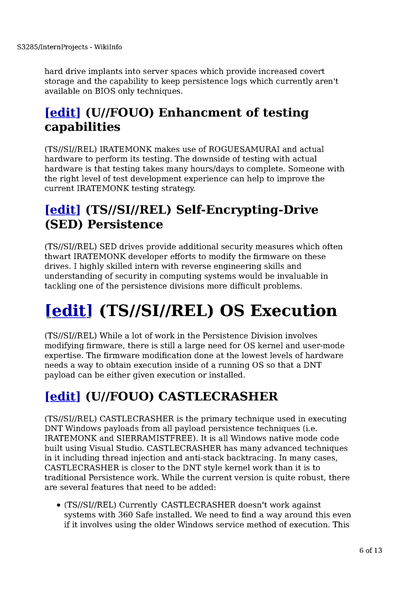 S3285/InternProjects - WikiInfo
hard drive implants into server spaces which provide increased covert
storage and the capability to keep persistence logs which currently aren't
available on BIOS only techniques.
[edit] (U//FOUO) Enhancment of testing
capabilities
(TS//SI//REL) IRATEMONK makes use of ROGUESAMURAI and actual
hardware to perform its testing. The downside of testing with actual
hardware is that testing takes many hours/days to complete. Someone with
the right level of test development experience can help to improve the
current IRATEMONK testing strategy.
[edit] (TS//SI//REL) Self-Encrypting-Drive
(SED) Persistence
(TS//SI//REL) SED drives provide additional security measures which often
thwart IRATEMONK developer efforts to modify the firmware on these
drives. I highly skilled intern with reverse engineering skills and
understanding of security in computing systems would be invaluable in
tackling one of the persistence divisions more difficult problems.
[edit] (TS//SI//REL) OS Execution
(TS//SI//REL) While a lot of work in the Persistence Division involves
modifying firmware, there is still a large need for OS kernel and user-mode
expertise. The firmware modification done at the lowest levels of hardware
needs a way to obtain execution inside of a running OS so that a DNT
payload can be either given execution or installed.
[edit] (U//FOUO) CASTLECRASHER
(TS//SI//REL) CASTLECRASHER is the primary technique used in executing
DNT Windows payloads from all payload persistence techniques (i.e.
IRATEMONK and SIERRAMISTFREE). It is all Windows native mode code
built using Visual Studio. CASTLECRASHER has many advanced techniques
in it including thread injection and anti-stack backtracing. In many cases,
CASTLECRASHER is closer to the DNT style kernel work than it is to
traditional Persistence work. While the current version is quite robust, there
are several features that need to be added:
• (TS//SI//REL) Currently CASTLECRASHER doesn't work against
systems with 360 Safe installed. We need to find a way around this even
if it involves using the older Windows service method of execution. This
6 of 13